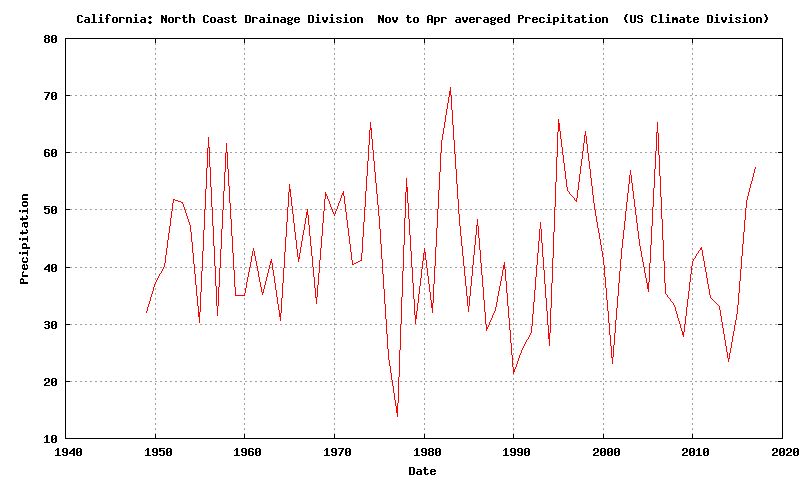 California: North Coast Drainage Division  Nov to Apr averaged Precipitation  (US Climate Division)
80
70
60
50
40
30
20
10
Precipitation
1940 1950 1960 1970 1980 1990 2000 2010 2020
Date